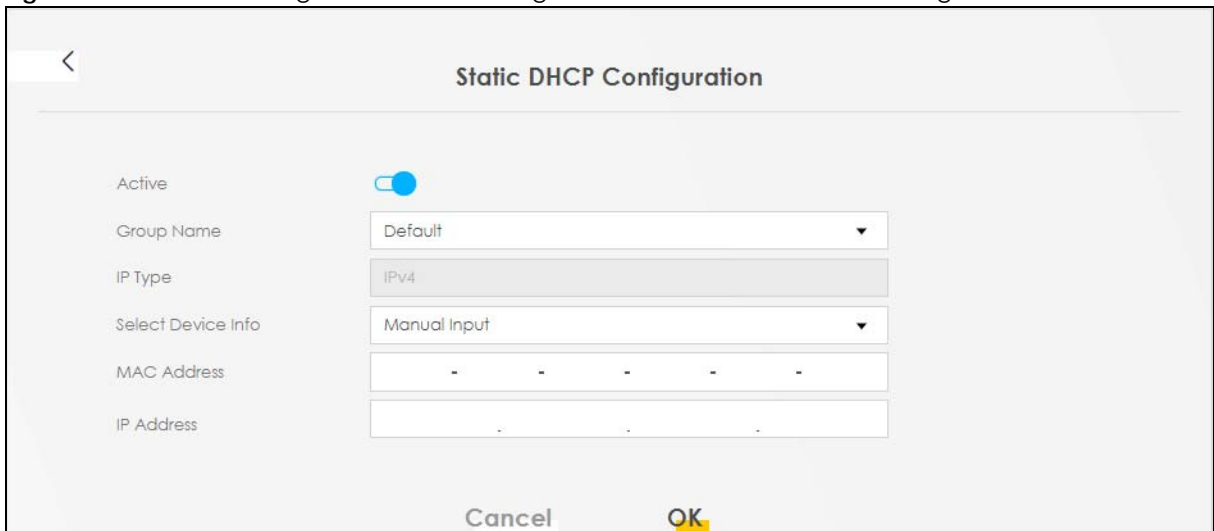 Static DHCP Configuration
Active
Group Name Default
IP Type IPv4
Select Device Info Manual Input
MAC Address - - - - -
IP Address . . .
Cancel OK